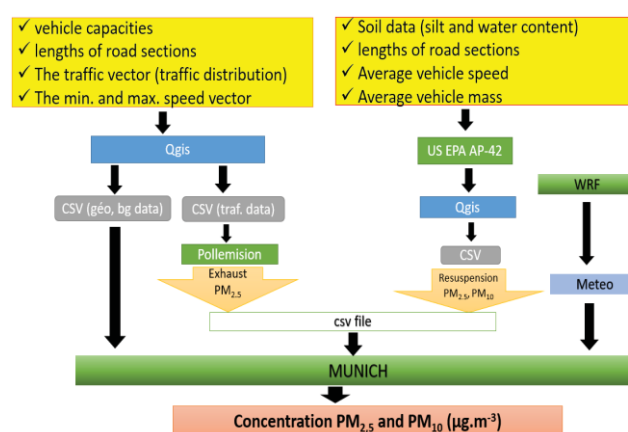 ✓ vehicle capacities
✓ lengths of road sections
✓ The traffic vector (traffic distribution)
✓ The min. and max. speed vector
✓ Soil data (silt and water content)
✓ lengths of road sections
✓ Average vehicle speed
✓ Average vehicle mass
Qgis
US EPA AP-42
WRF
CSV (géo, bg data)
CSV (traf. data)
Qgis
Pollemision
CSV
Exhaust
PM2.5
Resuspension
PM2.5, PM10
Meteo
csv file
MUNICH
Concentration PM2.5 and PM10 (µg.m-3)